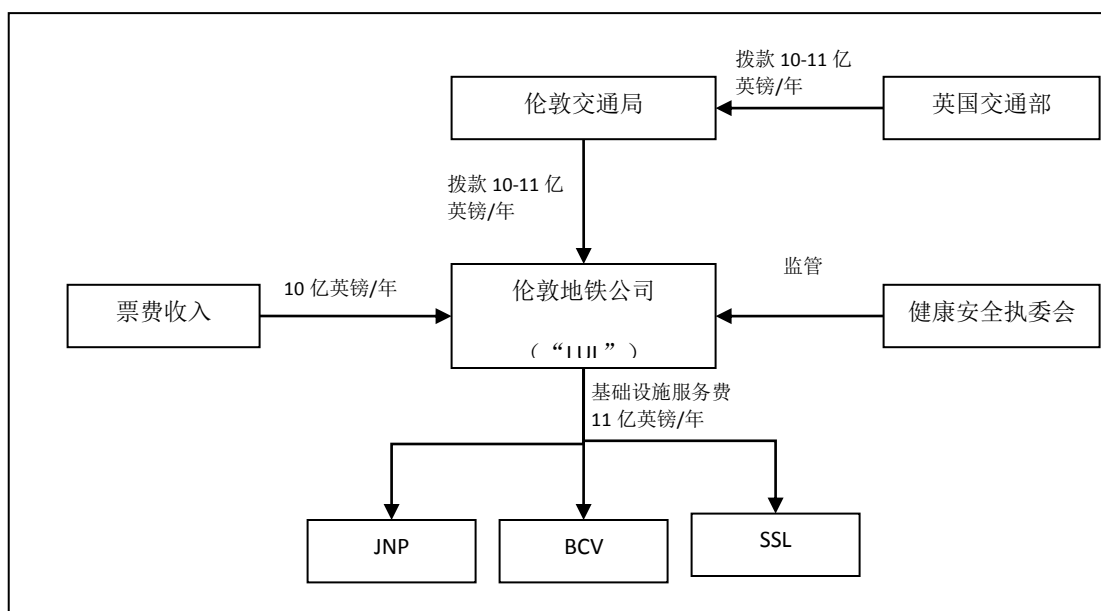 拨款 10-11 亿
英镑/年
伦敦交通局
英国交通部
拨款 10-11 亿
英镑/年
监管
10 亿英镑/年
票费收入
伦敦地铁公司
健康安全执委会
基础设施服务费
11 亿英镑/年
JNP
BCV
SSL